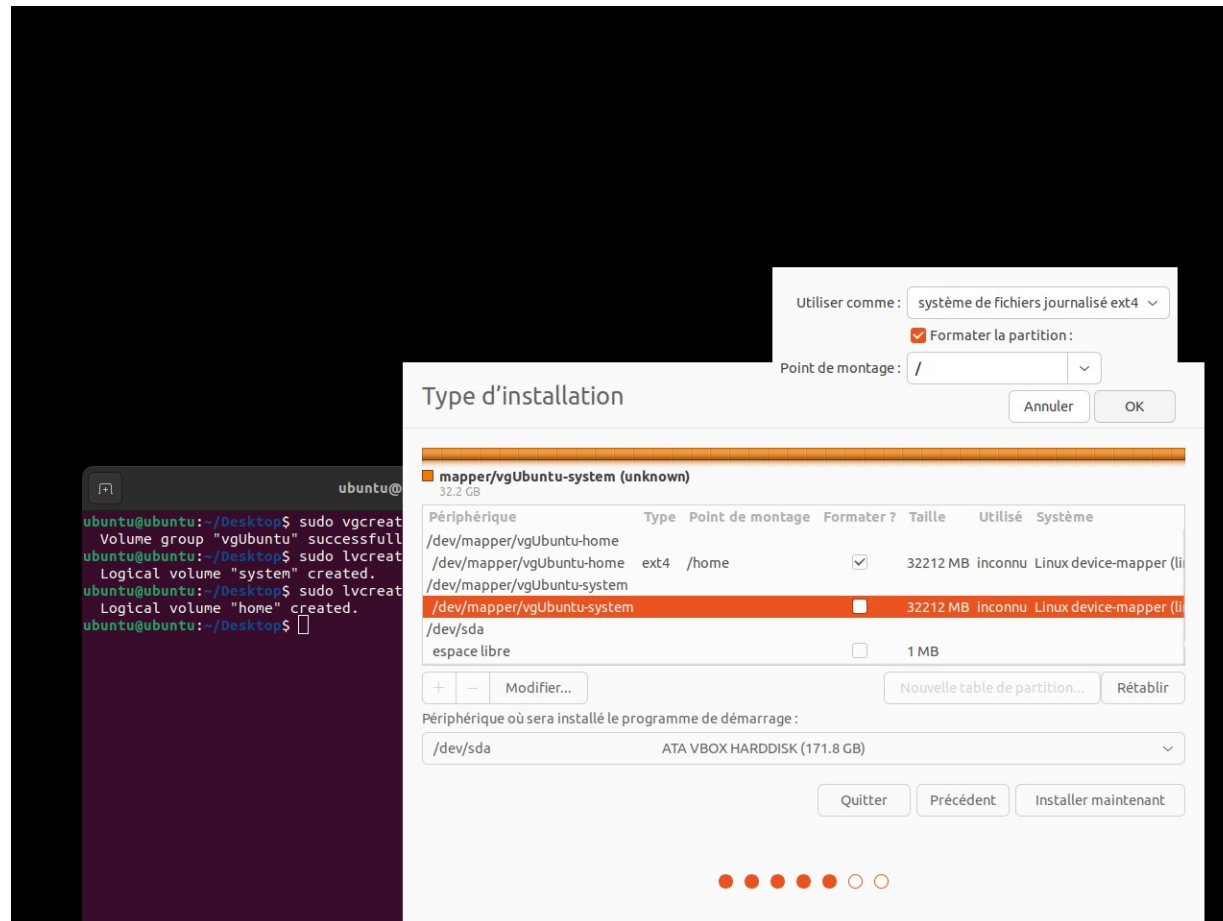 Utiliser comme : système de fichiers journalisé ext4
Formater la partition :
Point de montage : /
Annuler OK
Type d'installation
mapper/vgUbuntu-system (unknown)
32.2 GB
Périphérique Type Point de montage Formater ? Taille Utilisé Système
/dev/mapper/vgUbuntu-home
/dev/mapper/vgUbuntu-home ext4 /home 32212 MB inconnu Linux device-mapper (li
/dev/mapper/vgUbuntu-system
/dev/mapper/vgUbuntu-system 32212 MB inconnu Linux device-mapper (li
/dev/sda
espace libre 1 MB
+ - Modifier... Nouvelle table de partition... Rétablir
Périphérique où sera installé le programme de démarrage :
/dev/sda ATA VBOX HARDDISK (171.8 GB)
Quitter Précédent Installer maintenant
ubuntu@
ubuntu@ubuntu:~/Desktop$ sudo vgcreat
Volume group "vgUbuntu" successfull
ubuntu@ubuntu:~/Desktop$ sudo lvcreat
Logical volume "system" created.
ubuntu@ubuntu:~/Desktop$ sudo lvcreat
Logical volume "home" created.
ubuntu@ubuntu:~/Desktop$